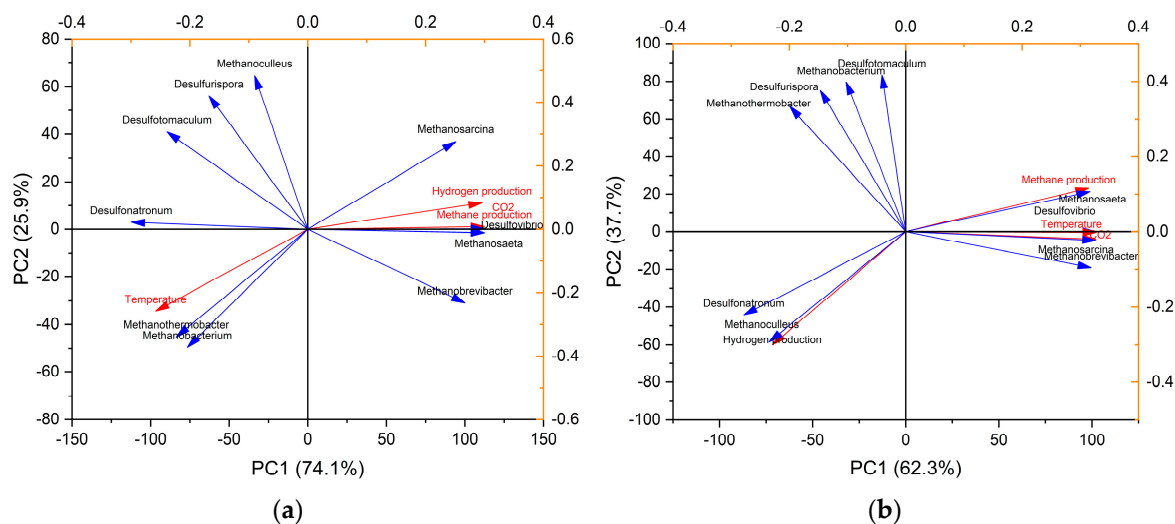 -0.4 -0.2 0.0 0.2 0.4
80
60
40
20
0
-20
-40
-60
-80
0.6
0.4
0.2
0.0
-0.2
-0.4
-0.6
PC2 (25.9%)
Methanoculleus
Desulfurispora
Desulfotomaculum
Methanosarcina
Hydrogen production
Desulfonatronum
CO2
Methane production
Desulfovibrio
Methanosaeta
Temperature
Methanobrevibacter
Methanothermobacter
Methanobacterium
-150 -100 -50 0 50 100 150
PC1 (74.1%)
(a)
-0.4 -0.2 0.0 0.2 0.4
100
80
60
40
20
0
-20
-40
-60
-80
-100
0.4
0.2
0.0
-0.2
-0.4
PC2 (37.7%)
Desulfotomaculum
Methanobacterium
Desulfurispora
Methanothermobacter
Methane production
Methanosaeta
Desulfovibrio
Temperature
CO2
Methanosarcina
Methanobrevibacter
Desulfonatronum
Methanoculleus
Hydrogen production
-100 -50 0 50 100
PC1 (62.3%)
(b)